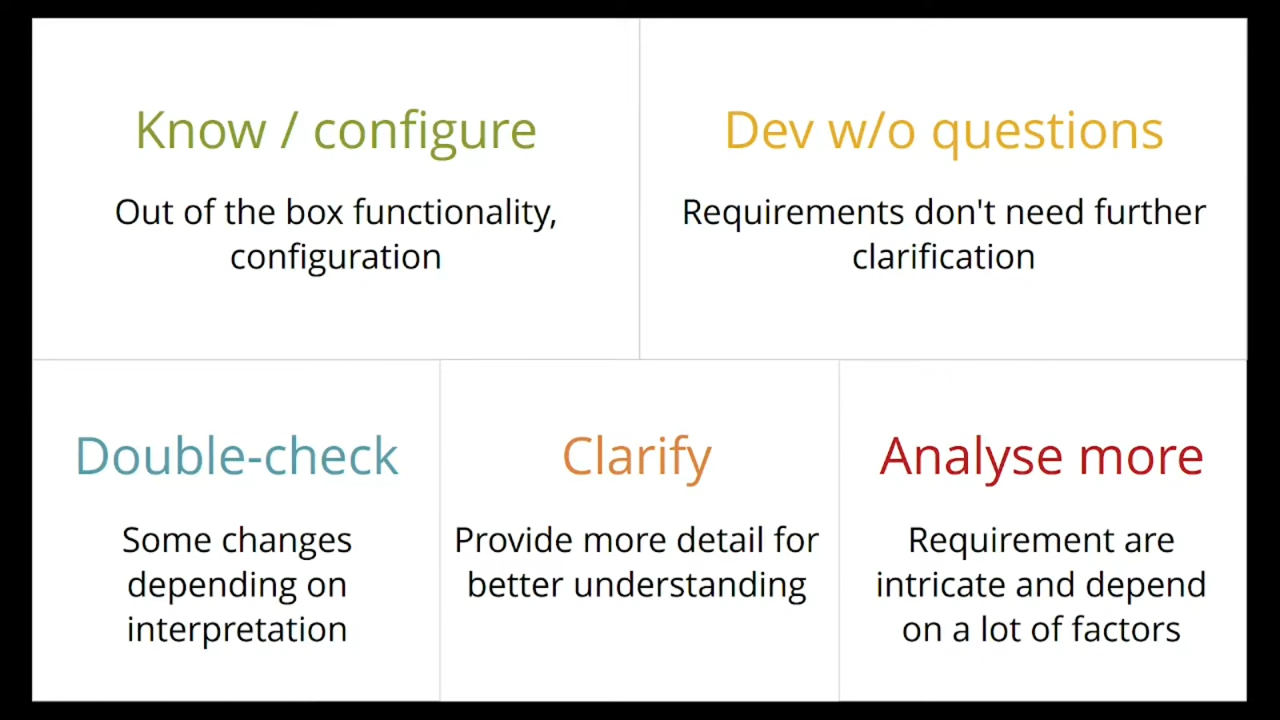 Know / configure
Out of the box functionality,
configuration
Dev w/o questions
Requirements don't need further
clarification
Double-check
Some changes
depending on
interpretation
Clarify
Provide more detail for
better understanding
Analyse more
Requirement are
intricate and depend
on a lot of factors